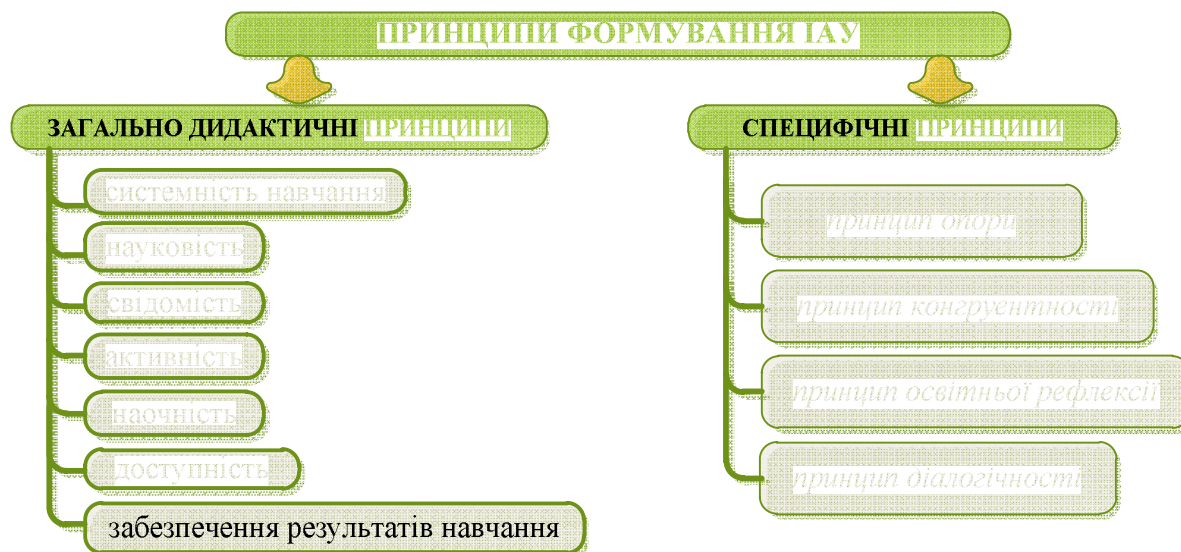 ПРИНЦИПИ ФОРМУВАННЯ ІАУ
ЗАГАЛЬНО ДИДАКТИЧНІ ПРИНЦИПИ
системність навчання
науковість
свідомість
активність
наочність
доступність
забезпечення результатів навчання
СПЕЦИФІЧНІ ПРИНЦИПИ
принцип опори
принцип конгруентності
принцип освітньої рефлексії
принцип діалогічності